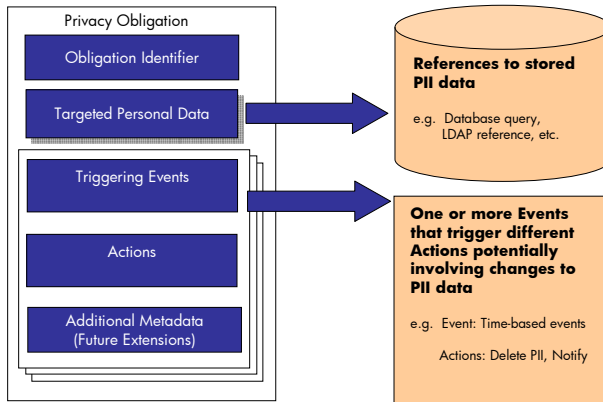 Privacy Obligation
Obligation Identifier
Targeted Personal Data
Triggering Events
Actions
Additional Metadata
(Future Extensions)
References to stored
PII data
e.g. Database query,
LDAP reference, etc.
One or more Events
that trigger different
Actions potentially
involving changes to
PII data
e.g. Event: Time-based events
Actions: Delete PII, Notify